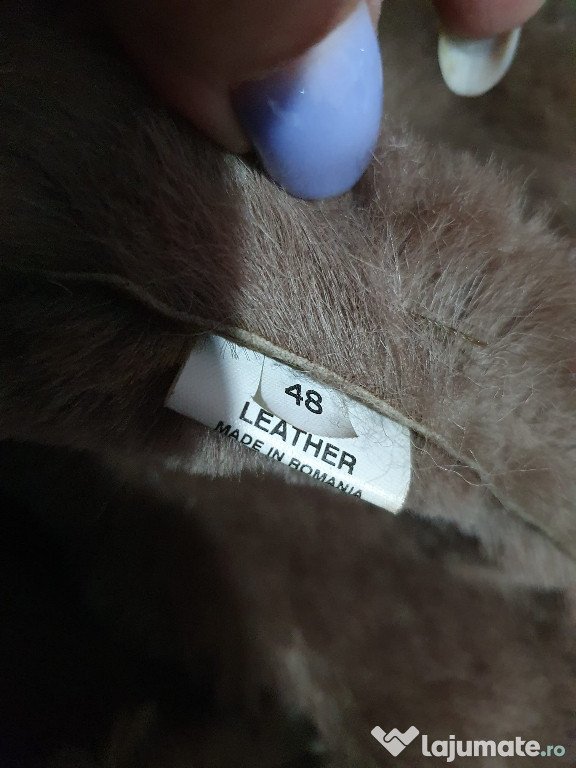 48
LEATHER
MADE IN ROMANIA
lajumate.ro